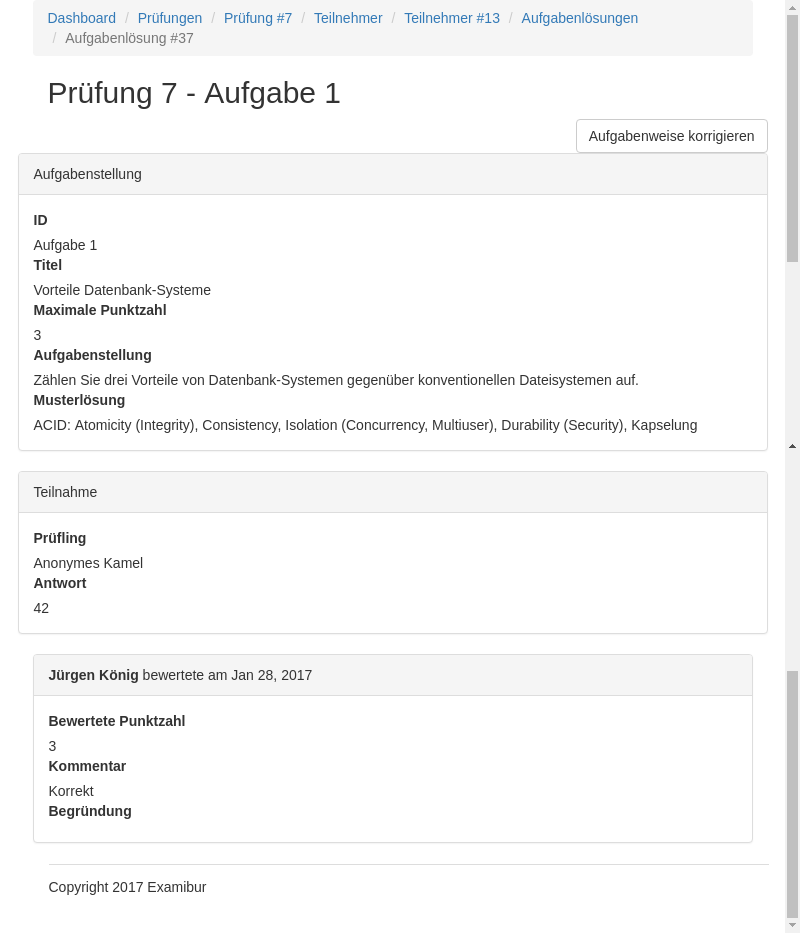 Dashboard / Prüfungen / Prüfung #7 / Teilnehmer / Teilnehmer #13 / Aufgabenlösungen
/ Aufgabenlösung #37
Prüfung 7 - Aufgabe 1
Aufgabenweise korrigieren
Aufgabenstellung
ID
Aufgabe 1
Titel
Vorteile Datenbank-Systeme
Maximale Punktzahl
3
Aufgabenstellung
Zählen Sie drei Vorteile von Datenbank-Systemen gegenüber konventionellen Dateisystemen auf.
Musterlösung
ACID: Atomicity (Integrity), Consistency, Isolation (Concurrency, Multiuser), Durability (Security), Kapselung
Teilnahme
Prüfling
Anonymes Kamel
Antwort
42
Jürgen König bewertete am Jan 28, 2017
Bewertete Punktzahl
3
Kommentar
Korrekt
Begründung
Copyright 2017 Examibur